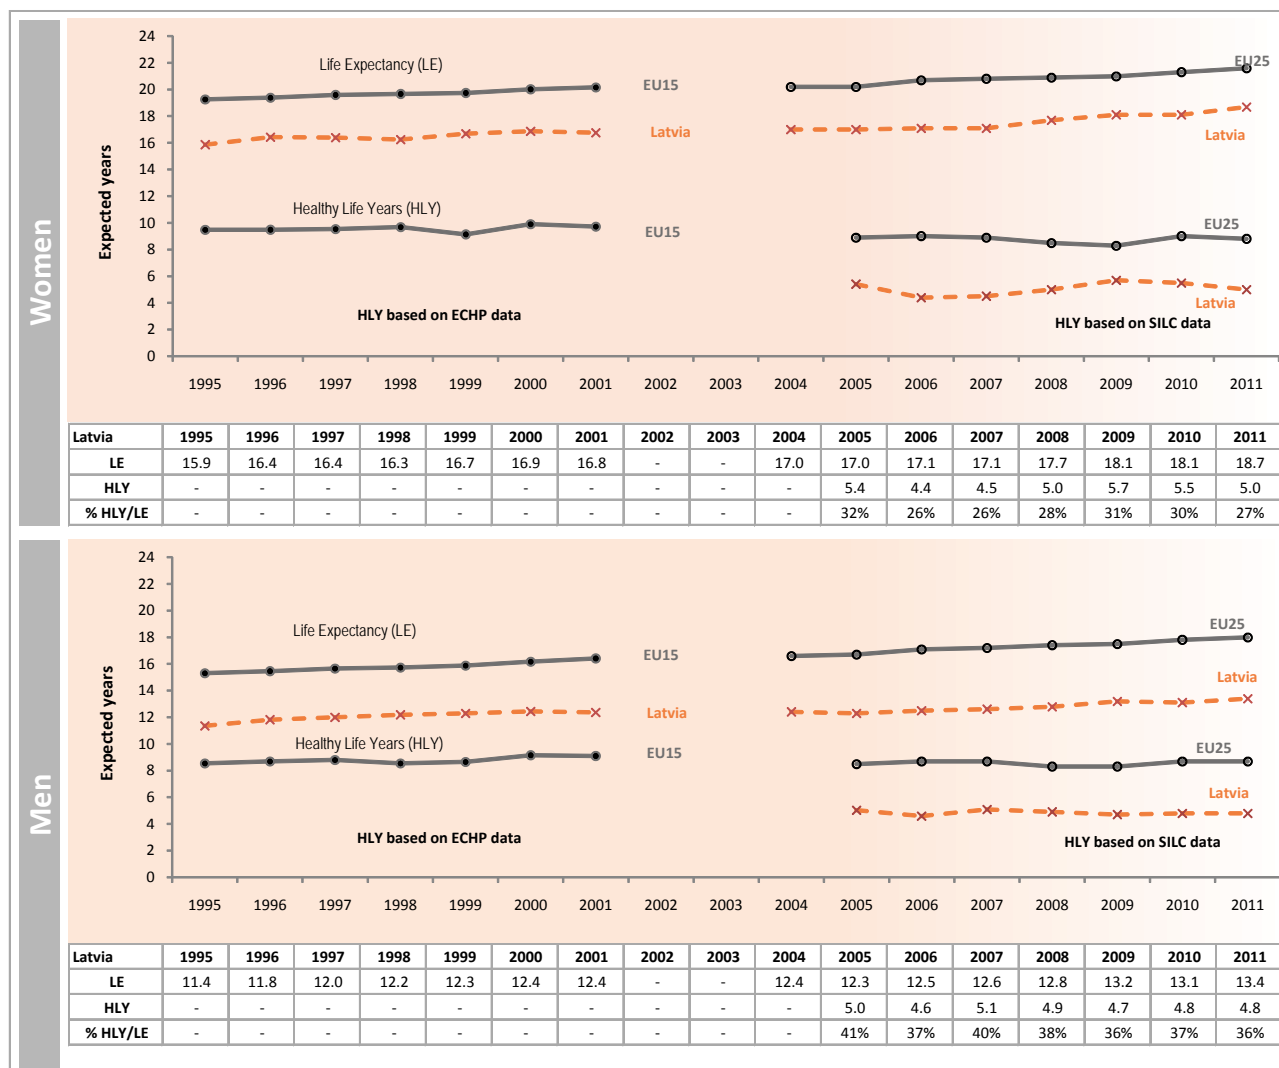 Women
Expected years
24
22
20
18
16
14
12
10
8
6
4
2
0
Life Expectancy (LE)
EU15
EU25
Latvia
Latvia
Healthy Life Years (HLY)
EU15
EU25
Latvia
HLY based on ECHP data
HLY based on SILC data
1995 1996 1997 1998 1999 2000 2001 2002 2003 2004 2005 2006 2007 2008 2009 2010 2011
Latvia 1995 1996 1997 1998 1999 2000 2001 2002 2003 2004 2005 2006 2007 2008 2009 2010 2011
LE 15.9 16.4 16.4 16.3 16.7 16.9 16.8 - - 17.0 17.0 17.1 17.1 17.7 18.1 18.1 18.7
HLY - - - - - - - - - - 5.4 4.4 4.5 5.0 5.7 5.5 5.0
% HLY/LE - - - - - - - - - - 32% 26% 26% 28% 31% 30% 27%
Men
Expected years
24
22
20
18
16
14
12
10
8
6
4
2
0
Life Expectancy (LE)
EU15
EU25
Latvia
Latvia
Healthy Life Years (HLY)
EU15
EU25
Latvia
HLY based on ECHP data
HLY based on SILC data
1995 1996 1997 1998 1999 2000 2001 2002 2003 2004 2005 2006 2007 2008 2009 2010 2011
Latvia 1995 1996 1997 1998 1999 2000 2001 2002 2003 2004 2005 2006 2007 2008 2009 2010 2011
LE 11.4 11.8 12.0 12.2 12.3 12.4 12.4 - - 12.4 12.3 12.5 12.6 12.8 13.2 13.1 13.4
HLY - - - - - - - - - - 5.0 4.6 5.1 4.9 4.7 4.8 4.8
% HLY/LE - - - - - - - - - - 41% 37% 40% 38% 36% 37% 36%